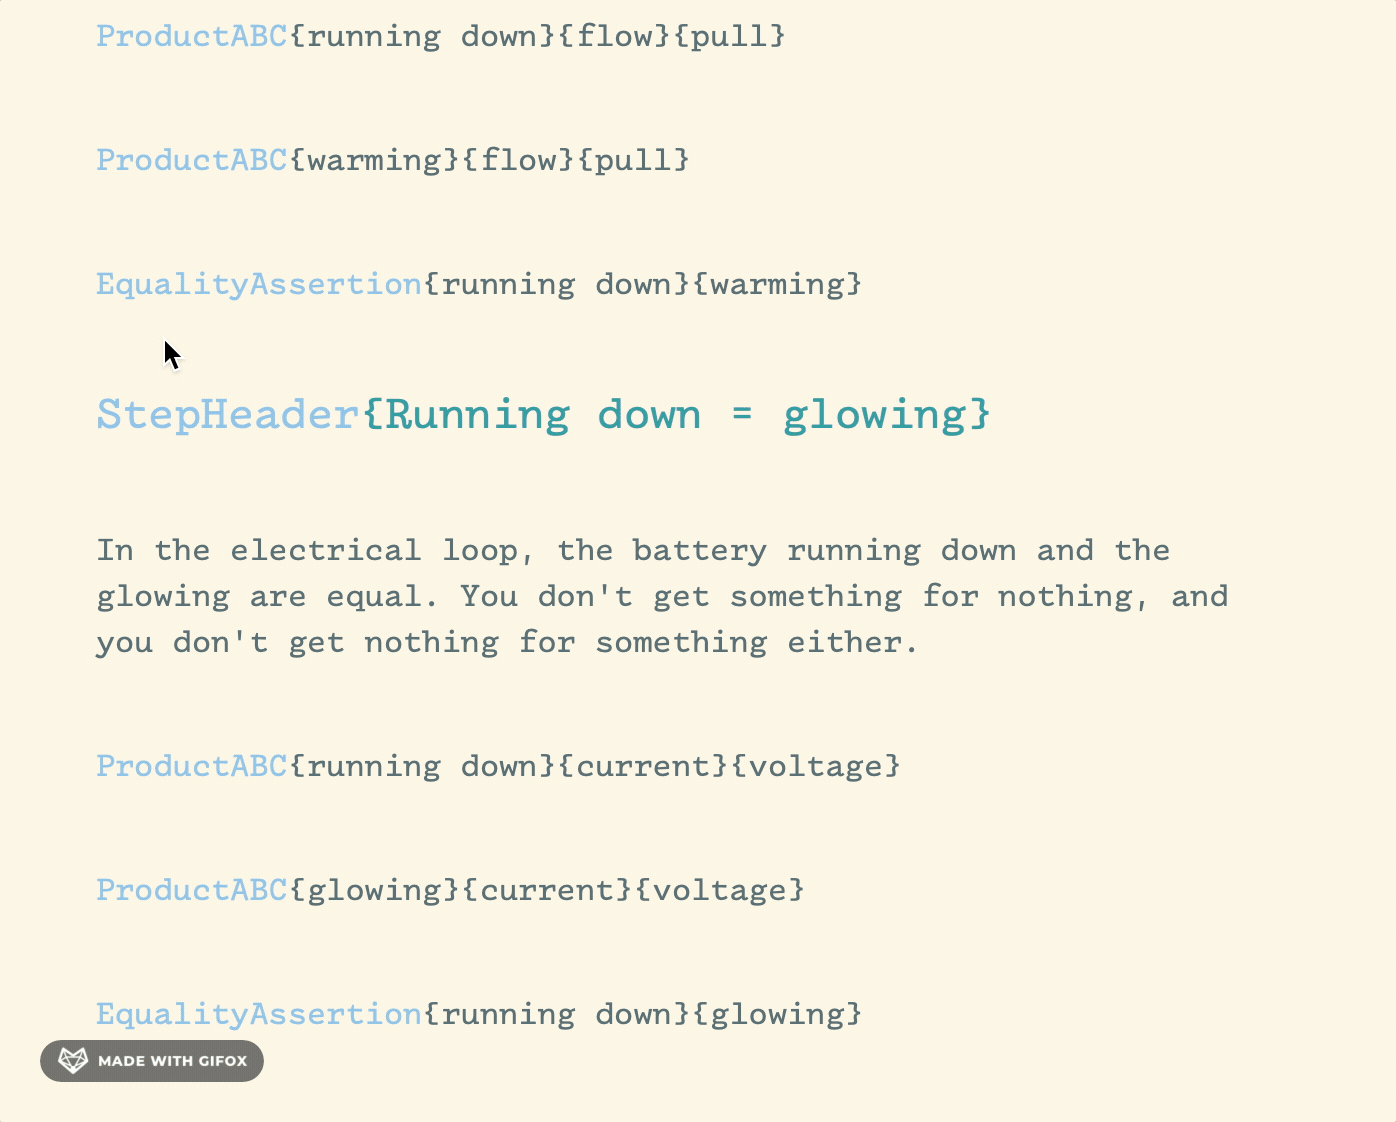 ProductABC{running down}{flow}{pull}
ProductABC{warming}{flow}{pull}
EqualityAssertion{running down}{warming}
StepHeader{Running down = glowing}
In the electrical loop, the battery running down and the
glowing are equal. You don't get something for nothing, and
you don't get nothing for something either.
ProductABC{running down}{current}{voltage}
ProductABC{glowing}{current}{voltage}
EqualityAssertion{running down}{glowing}
MADE WITH GIFOX